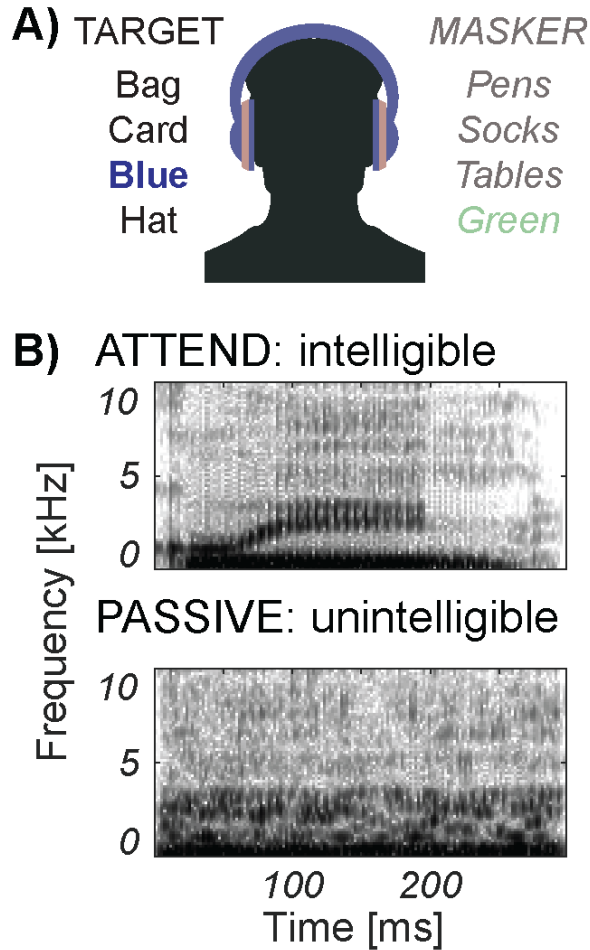 A) TARGET MASKER
Bag Pens
Card Socks
Blue Tables
Hat Green
B) ATTEND: intelligible
10
5
0
PASSIVE: unintelligible
10
5
0
Frequency [kHz]
100 200
Time [ms]